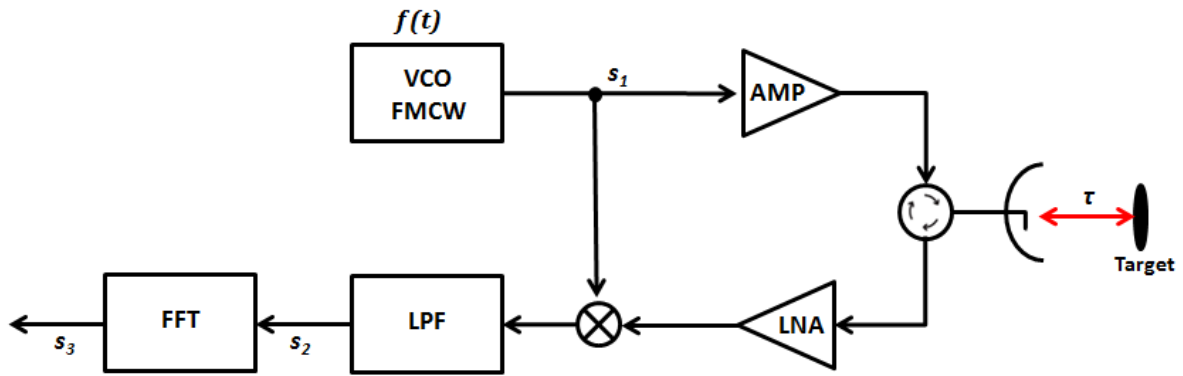 f(t)
VCO
FMCW
s₁
AMP
τ
Target
FFT
s₃
s₂
LPF
LNA